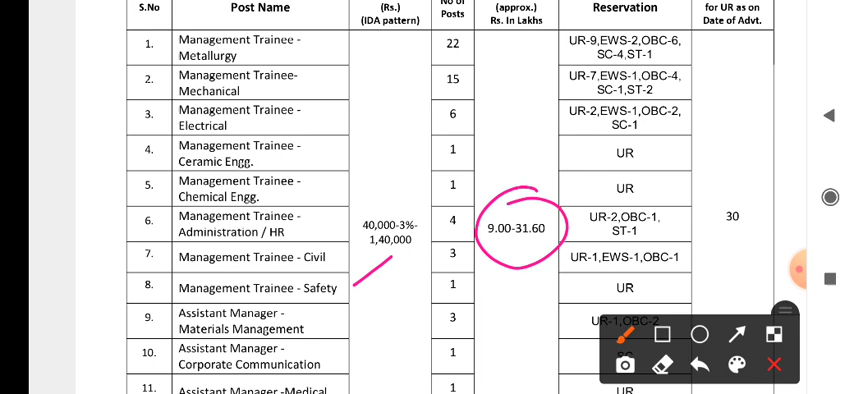 S.No
Post Name
(Rs.)
(IDA pattern)
No of
Posts
(approx.)
Rs. In Lakhs
Reservation
for UR as on
Date of Advt.
1.
Management Trainee -
Metallurgy
22
UR-9,EWS-2,OBC-6,
SC-4,ST-1
2.
Management Trainee-
Mechanical
15
UR-7,EWS-1,OBC-4,
SC-1,ST-2
3.
Management Trainee -
Electrical
6
UR-2,EWS-1,OBC-2,
SC-1
4.
Management Trainee -
Ceramic Engg.
1
UR
5.
Management Trainee -
Chemical Engg.
1
UR
6.
Management Trainee -
Administration / HR
40,000-3%-
1,40,000
4
9.00-31.60
UR-2,OBC-1,
ST-1
30
7.
Management Trainee - Civil
3
UR-1,EWS-1,OBC-1
8.
Management Trainee - Safety
1
UR
9.
Assistant Manager -
Materials Management
3
UR-1,OBC-2
10.
Assistant Manager -
Corporate Communication
1
11.
Assistant Manager -Medical
1
UR